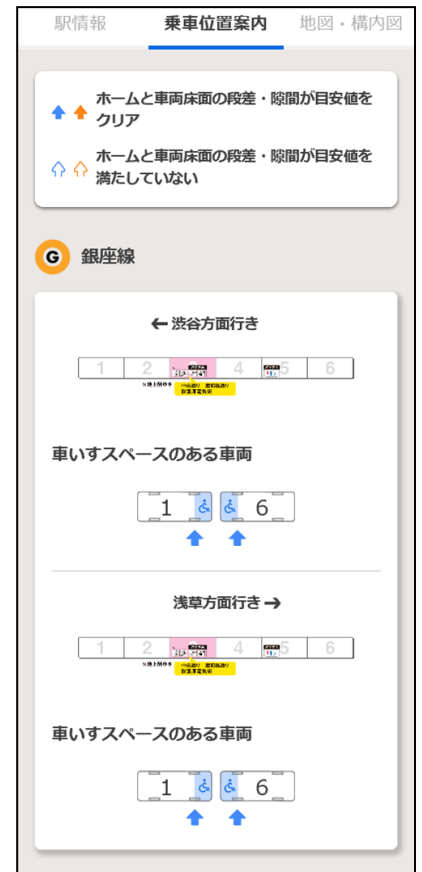 駅情報
乗車位置案内
地図・構内図
ホームと車両床面の段差・隙間が目安値を
クリア
ホームと車両床面の段差・隙間が目安値を
満たしていない
G 銀座線
← 渋谷方面行き
1 2 3 4 5 6
車いすスペースのある車両
1 6
浅草方面行き →
1 2 3 4 5 6
車いすスペースのある車両
1 6